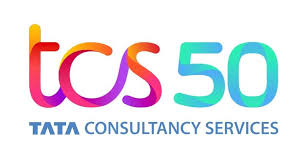 tcs 50
TATA CONSULTANCY SERVICES